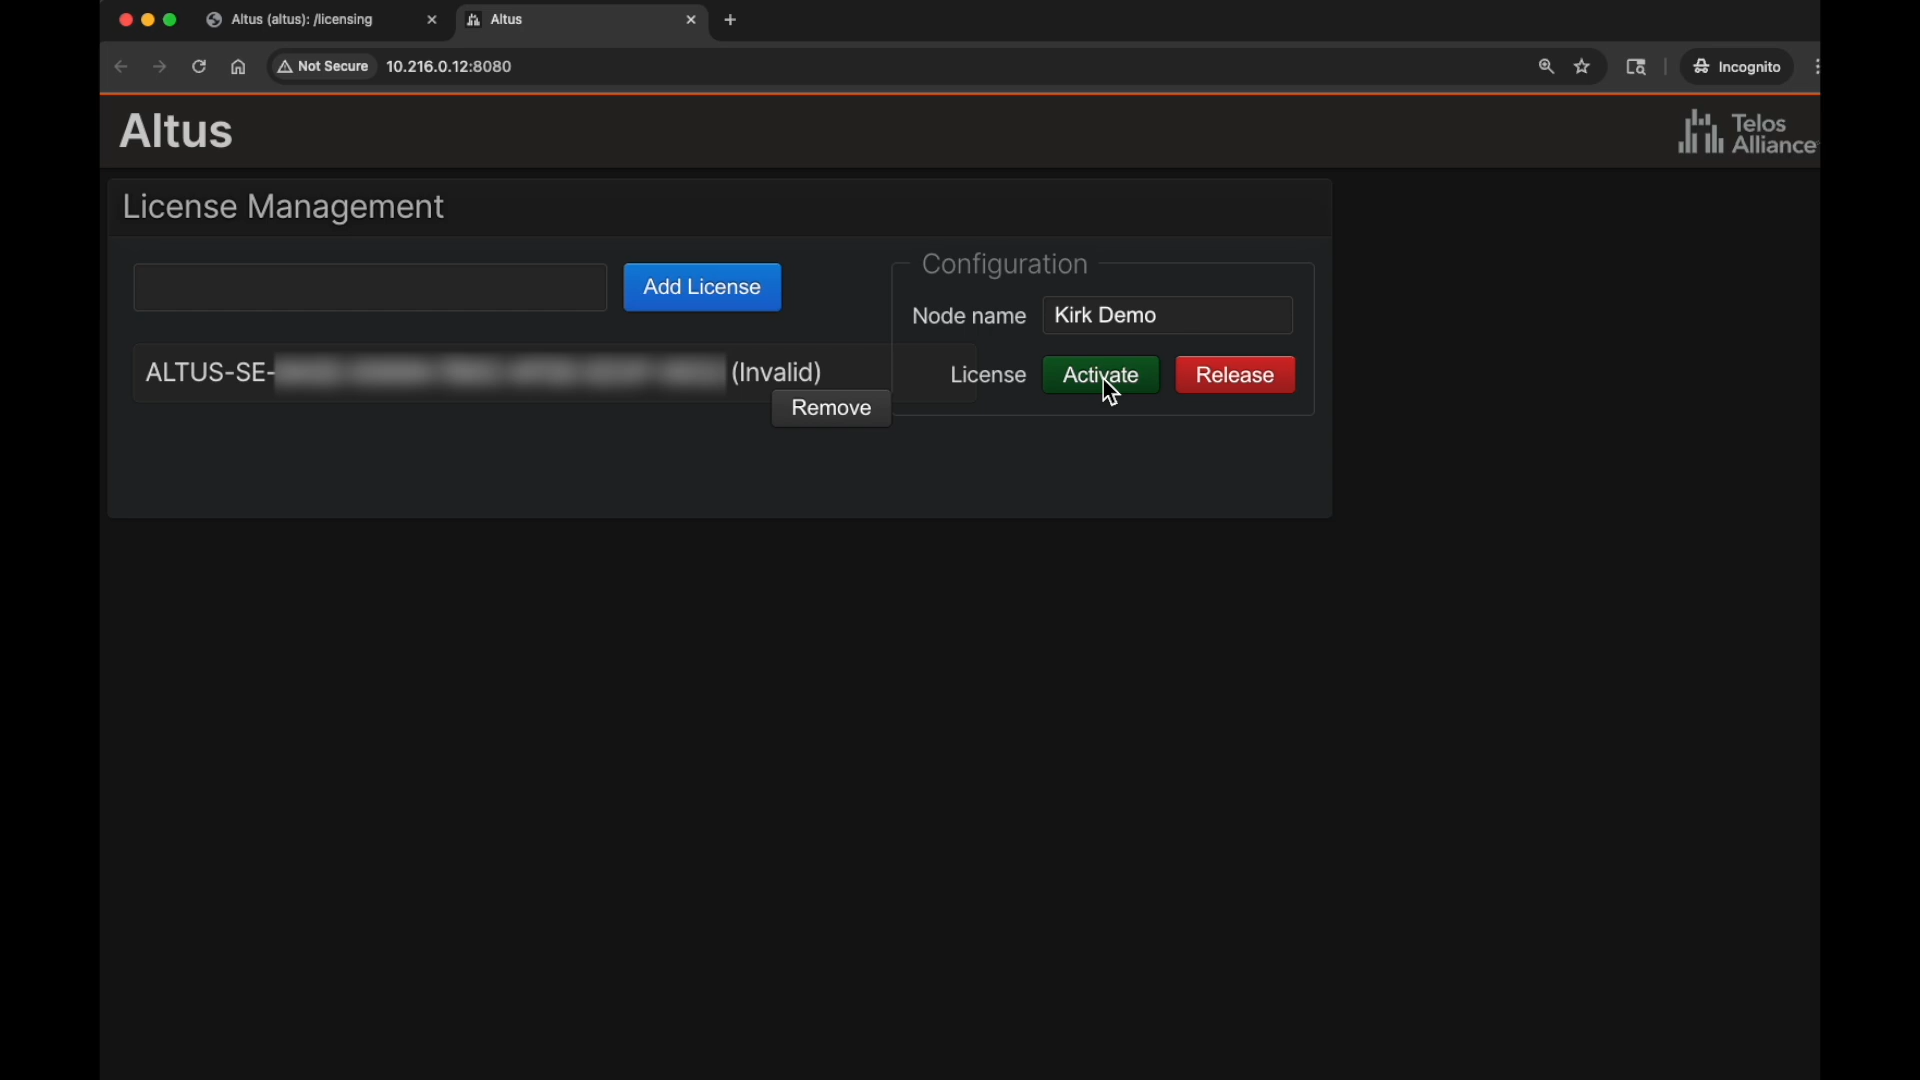 Altus (altus): /licensing
Altus
Not Secure
10.216.0.12:8080
Incognito
Altus
Telos
Alliance
License Management
Add License
Configuration
Node name
Kirk Demo
ALTUS-SE-
(Invalid)
License
Activate
Release
Remove